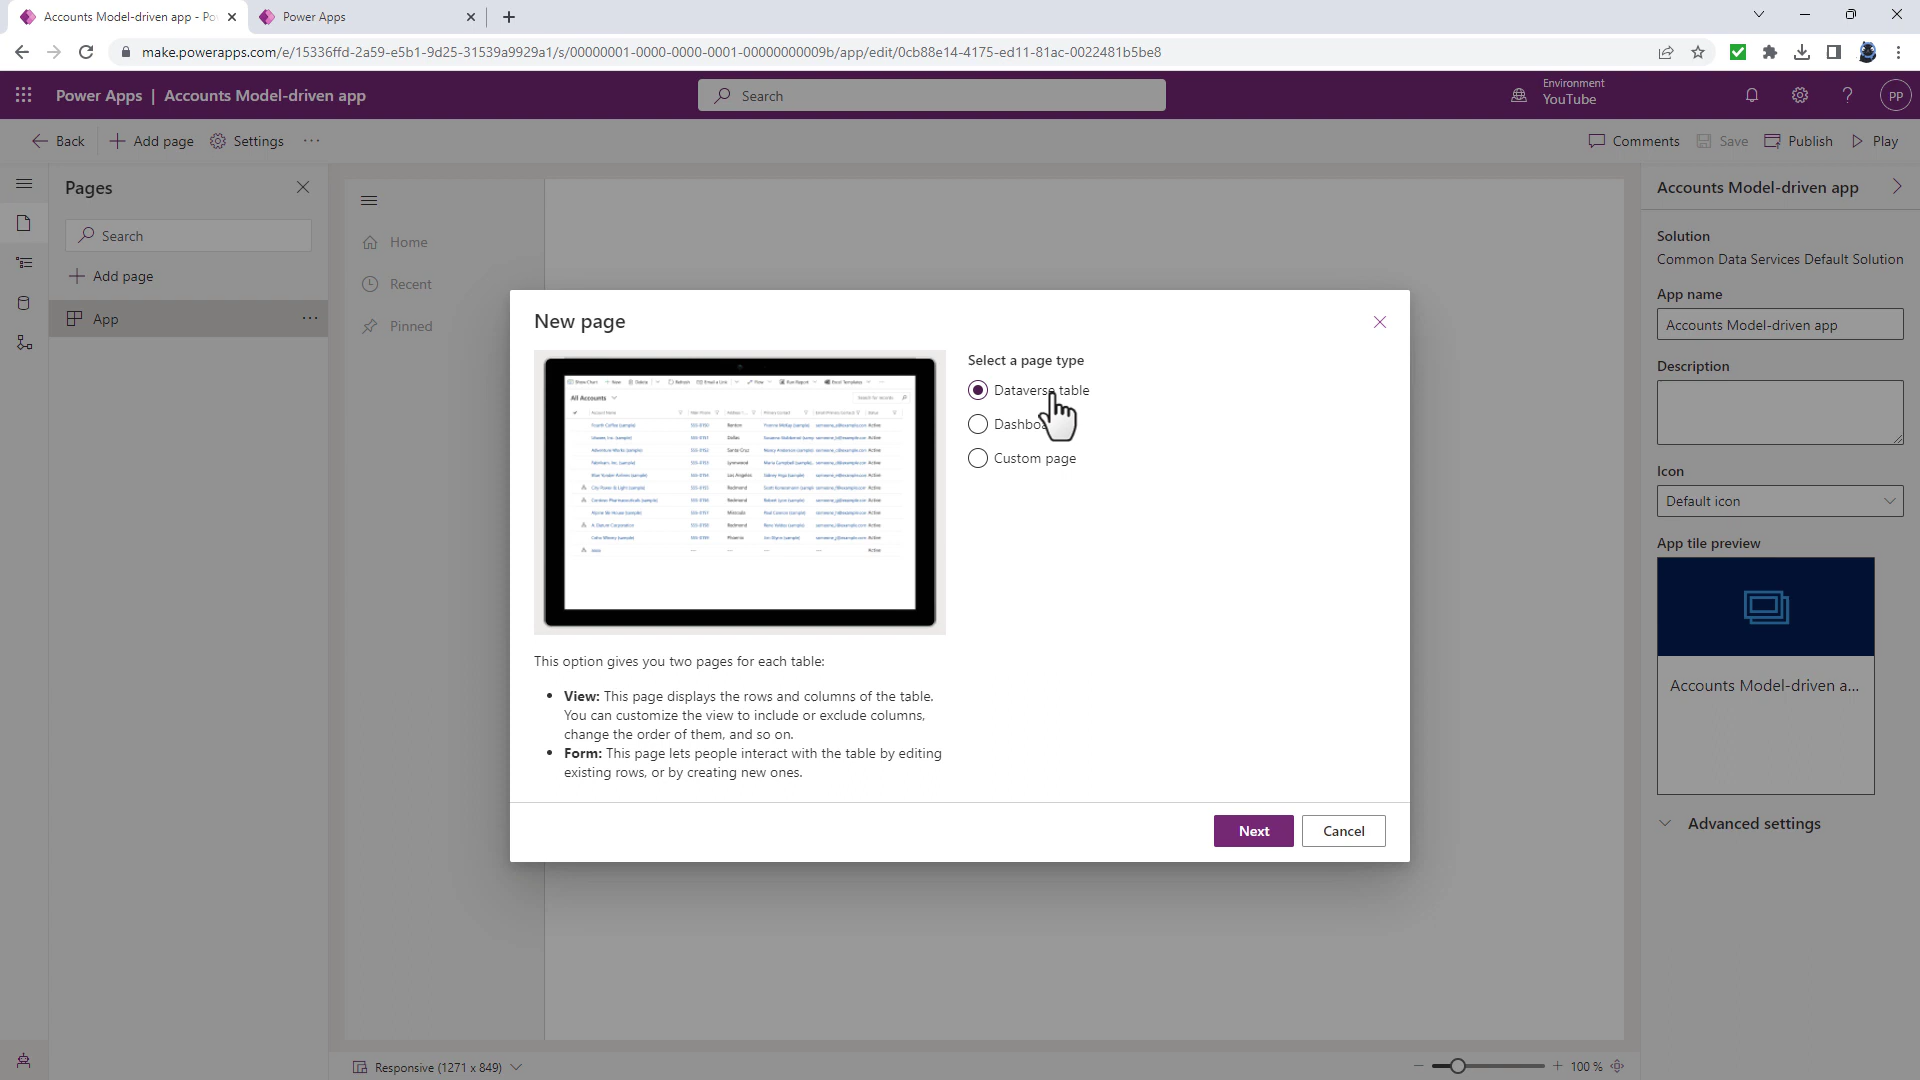 Accounts Model-driven app - Po
Power Apps
make.powerapps.com/e/15336ffd-2a59-e5b1-9d25-31539a9929a1/s/00000001-0000-0000-0001-00000000009b/app/edit/0cb88e14-4175-ed11-81ac-0022481b5be8
Power Apps | Accounts Model-driven app
Search
Environment
YouTube
PP
Back
Add page
Settings
Comments
Save
Publish
Play
Pages
Search
Add page
App
Home
Recent
Pinned
New page
All Accounts
Select a page type
Dataverse table
Dashbo
Custom page
This option gives you two pages for each table:
• View: This page displays the rows and columns of the table.
You can customize the view to include or exclude columns,
change the order of them, and so on.
• Form: This page lets people interact with the table by editing
existing rows, or by creating new ones.
Next
Cancel
Accounts Model-driven app
Solution
Common Data Services Default Solution
App name
Accounts Model-driven app
Description
Icon
Default icon
App tile preview
Accounts Model-driven a...
Advanced settings
Responsive (1271 x 849)
100 %